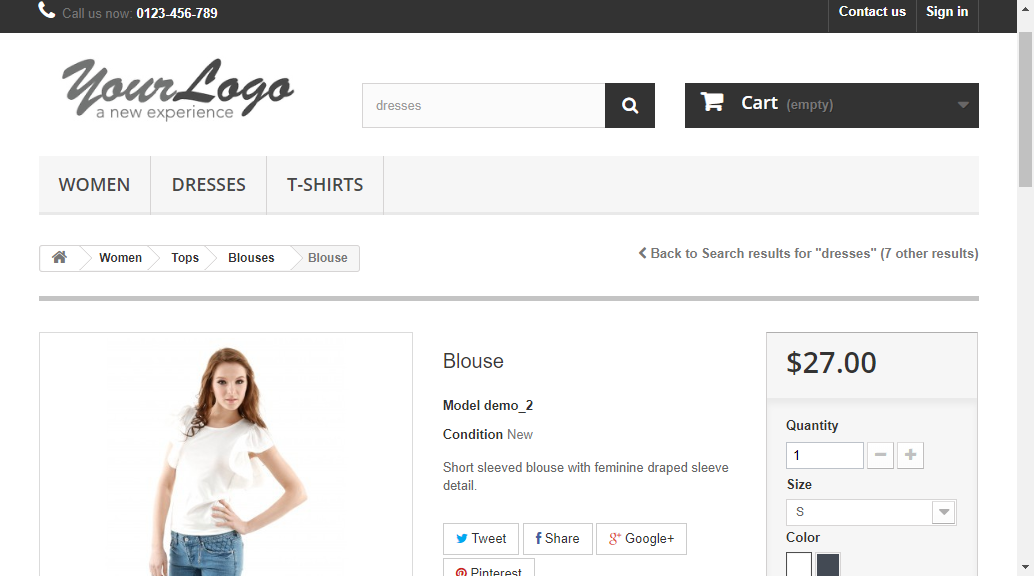 Call us now: 0123-456-789
Contact us
Sign in
YourLogo
a new experience
dresses
Cart (empty)
WOMEN
DRESSES
T-SHIRTS
Women
Tops
Blouses
Blouse
Back to Search results for "dresses" (7 other results)
Blouse
$27.00
Model demo_2
Condition New
Short sleeved blouse with feminine draped sleeve
detail.
Quantity
1
Size
S
Color
Tweet
Share
Google+
Pinterest